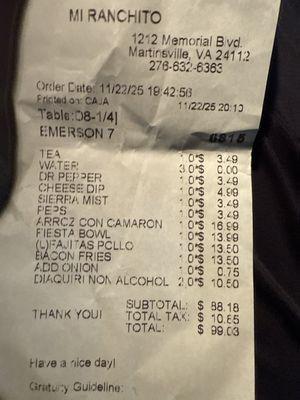 MI RANCHITO
1212 Memorial Blvd.
Martinsville, VA 24112
276-632-6363
Order Date: 11/22/25 19:42:56
Printed on: CAJA 11/22/25 20:10
Table:D8-1/4|
EMERSON 7 6815
TEA 1.0*$ 3.49
WATER 3.0*$ 0.00
DR PEPPER 1.0*$ 3.49
CHEESE DIP 1.0*$ 4.99
SIERRA MIST 1.0*$ 3.49
PEPS 1.0*$ 3.49
ARROZ CON CAMARON 1.0*$ 16.99
FIESTA BOWL 1.0*$ 13.99
(L)FAJITAS POLLO 1.0*$ 13.50
BACON FRIES 1.0*$ 13.50
ADD ONION 1.0*$ 0.75
DIAQUIRI NON ALCOHOL 2.0*$ 10.50
SUBTOTAL: $ 88.18
THANK YOU! TOTAL TAX: $ 10.85
TOTAL: $ 99.03
Have a nice day!
Gratuity Guideline: